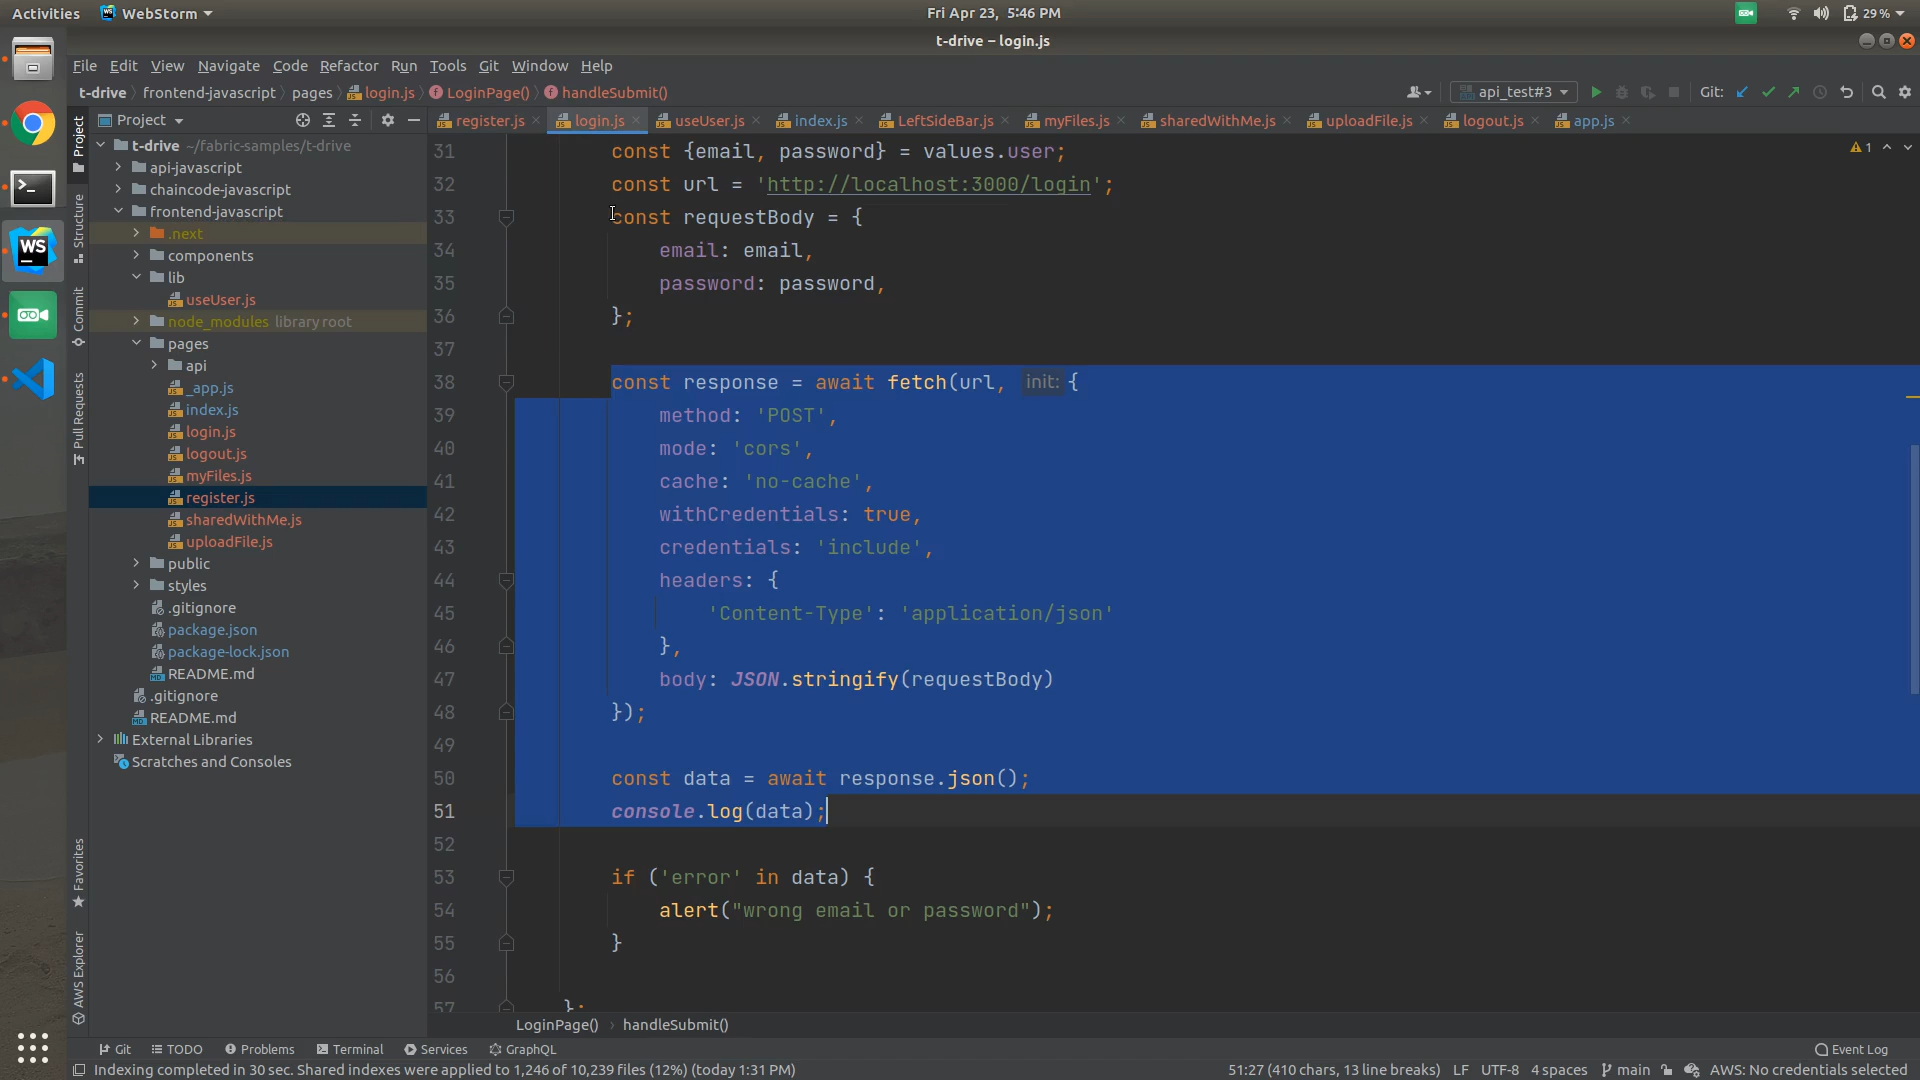 Activities WebStorm Fri Apr 23, 5:46 PM 29 %
t-drive – login.js
File Edit View Navigate Code Refactor Run Tools Git Window Help
t-drive frontend-javascript pages login.js LoginPage() handleSubmit() api_test#3 Git:
Project register.js login.js useUser.js index.js LeftSideBar.js myFiles.js sharedWithMe.js uploadFile.js logout.js app.js
Project
Structure
Commit
Pull Requests
Favorites
AWS Explorer
t-drive ~/fabric-samples/t-drive
api-javascript
chaincode-javascript
frontend-javascript
.next
components
lib
useUser.js
node_modules library root
pages
api
_app.js
index.js
login.js
logout.js
myFiles.js
register.js
sharedWithMe.js
uploadFile.js
public
styles
.gitignore
package.json
package-lock.json
README.md
.gitignore
README.md
External Libraries
Scratches and Consoles
1
31 const {email, password} = values.user;
32 const url = 'http://localhost:3000/login';
33 const requestBody = {
34 email: email,
35 password: password,
36 };
37
38 const response = await fetch(url, init: {
39 method: 'POST',
40 mode: 'cors',
41 cache: 'no-cache',
42 withCredentials: true,
43 credentials: 'include',
44 headers: {
45 'Content-Type': 'application/json'
46 },
47 body: JSON.stringify(requestBody)
48 });
49
50 const data = await response.json();
51 console.log(data);
52
53 if ('error' in data) {
54 alert("wrong email or password");
55 }
56
57 };
LoginPage() handleSubmit()
Git TODO Problems Terminal Services GraphQL Event Log
Indexing completed in 30 sec. Shared indexes were applied to 1,246 of 10,239 files (12%) (today 1:31 PM) 51:27 (410 chars, 13 line breaks) LF UTF-8 4 spaces main AWS: No credentials selected